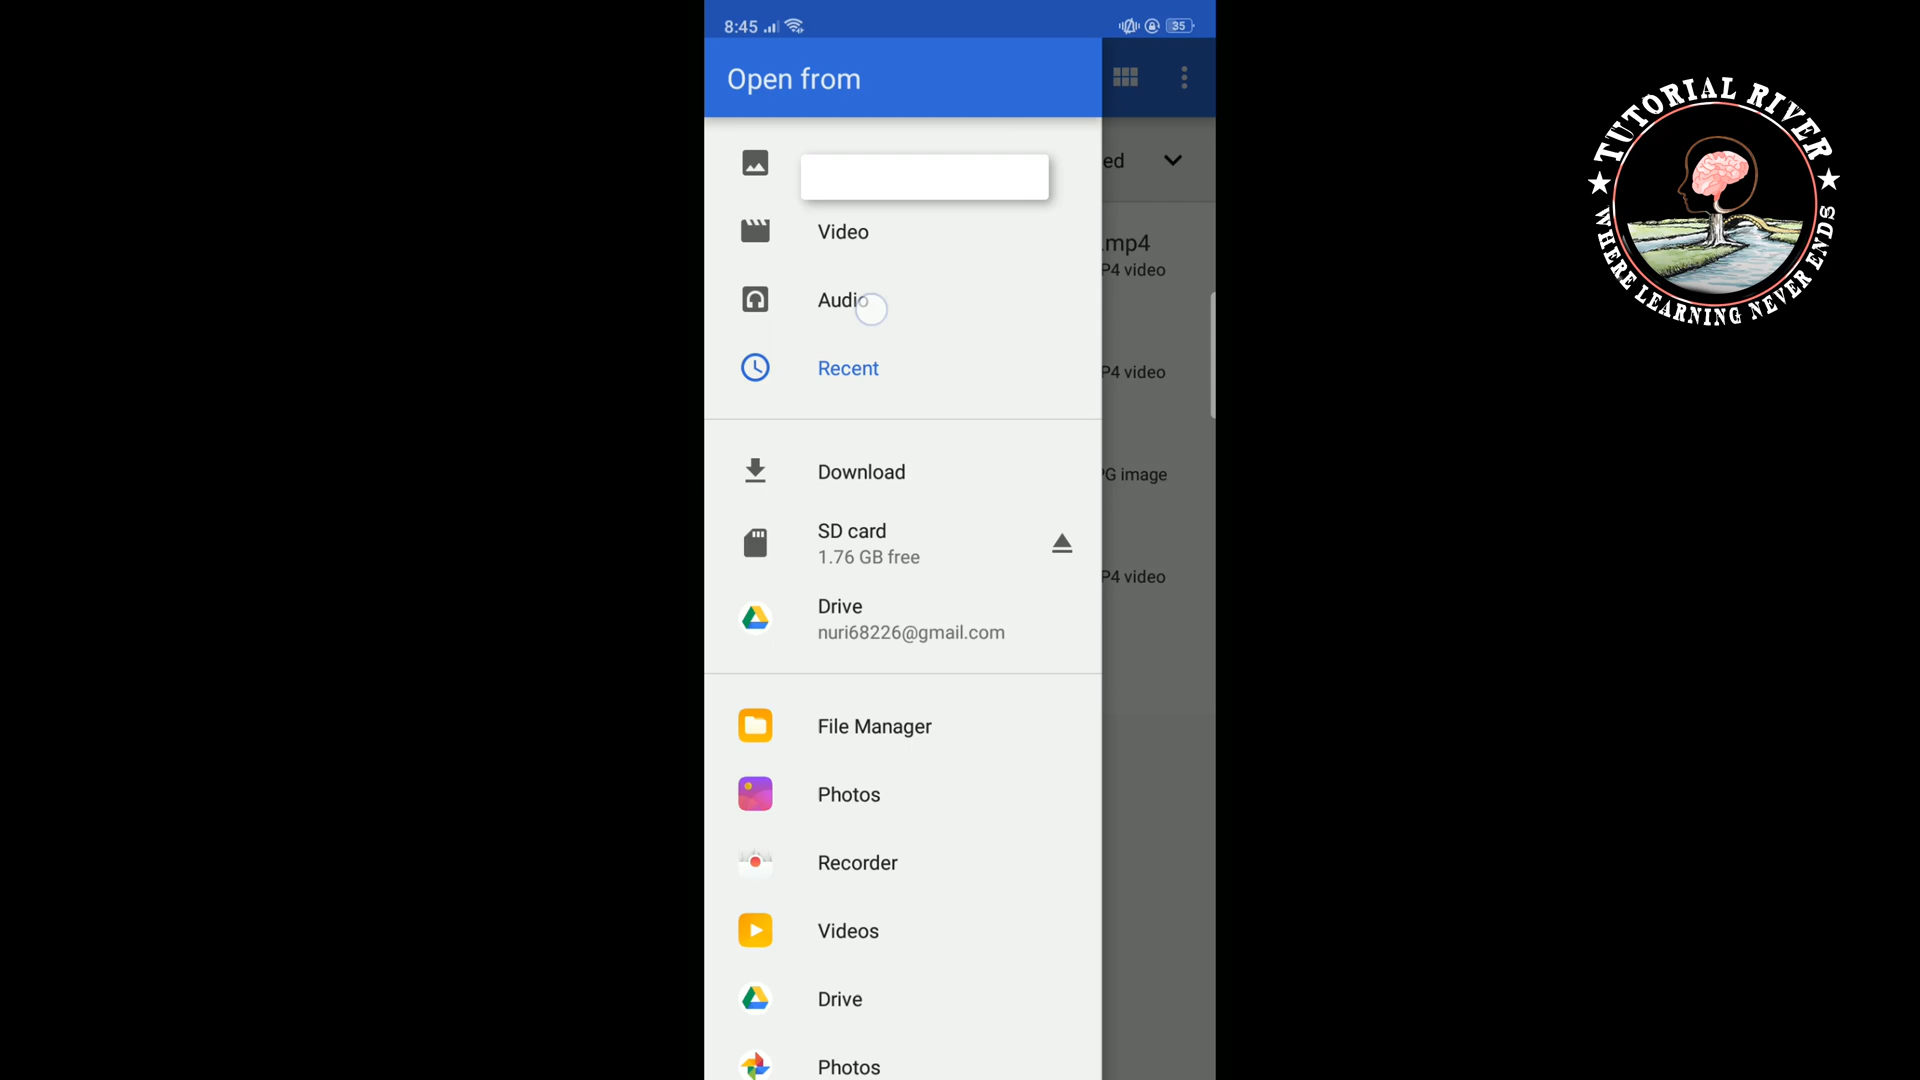 8:45
35
Open from
ed
Video
.mp4
P4 video
Audio
Recent
P4 video
Download
PG image
SD card
1.76 GB free
P4 video
Drive
nuri68226@gmail.com
File Manager
Photos
Recorder
Videos
Drive
Photos
TUTORIAL RIVER
WHERE LEARNING NEVER ENDS